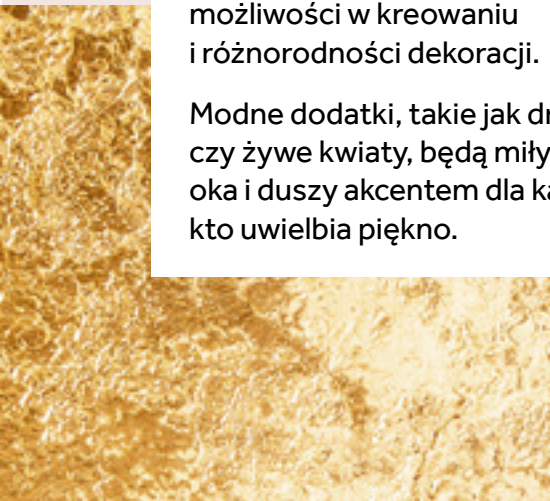 możliwości w kreowaniu
i różnorodności dekoracji.
Modne dodatki, takie jak
czy żywe kwiaty, będą
oka i duszy akcentem dla
kto uwielbia piękno.